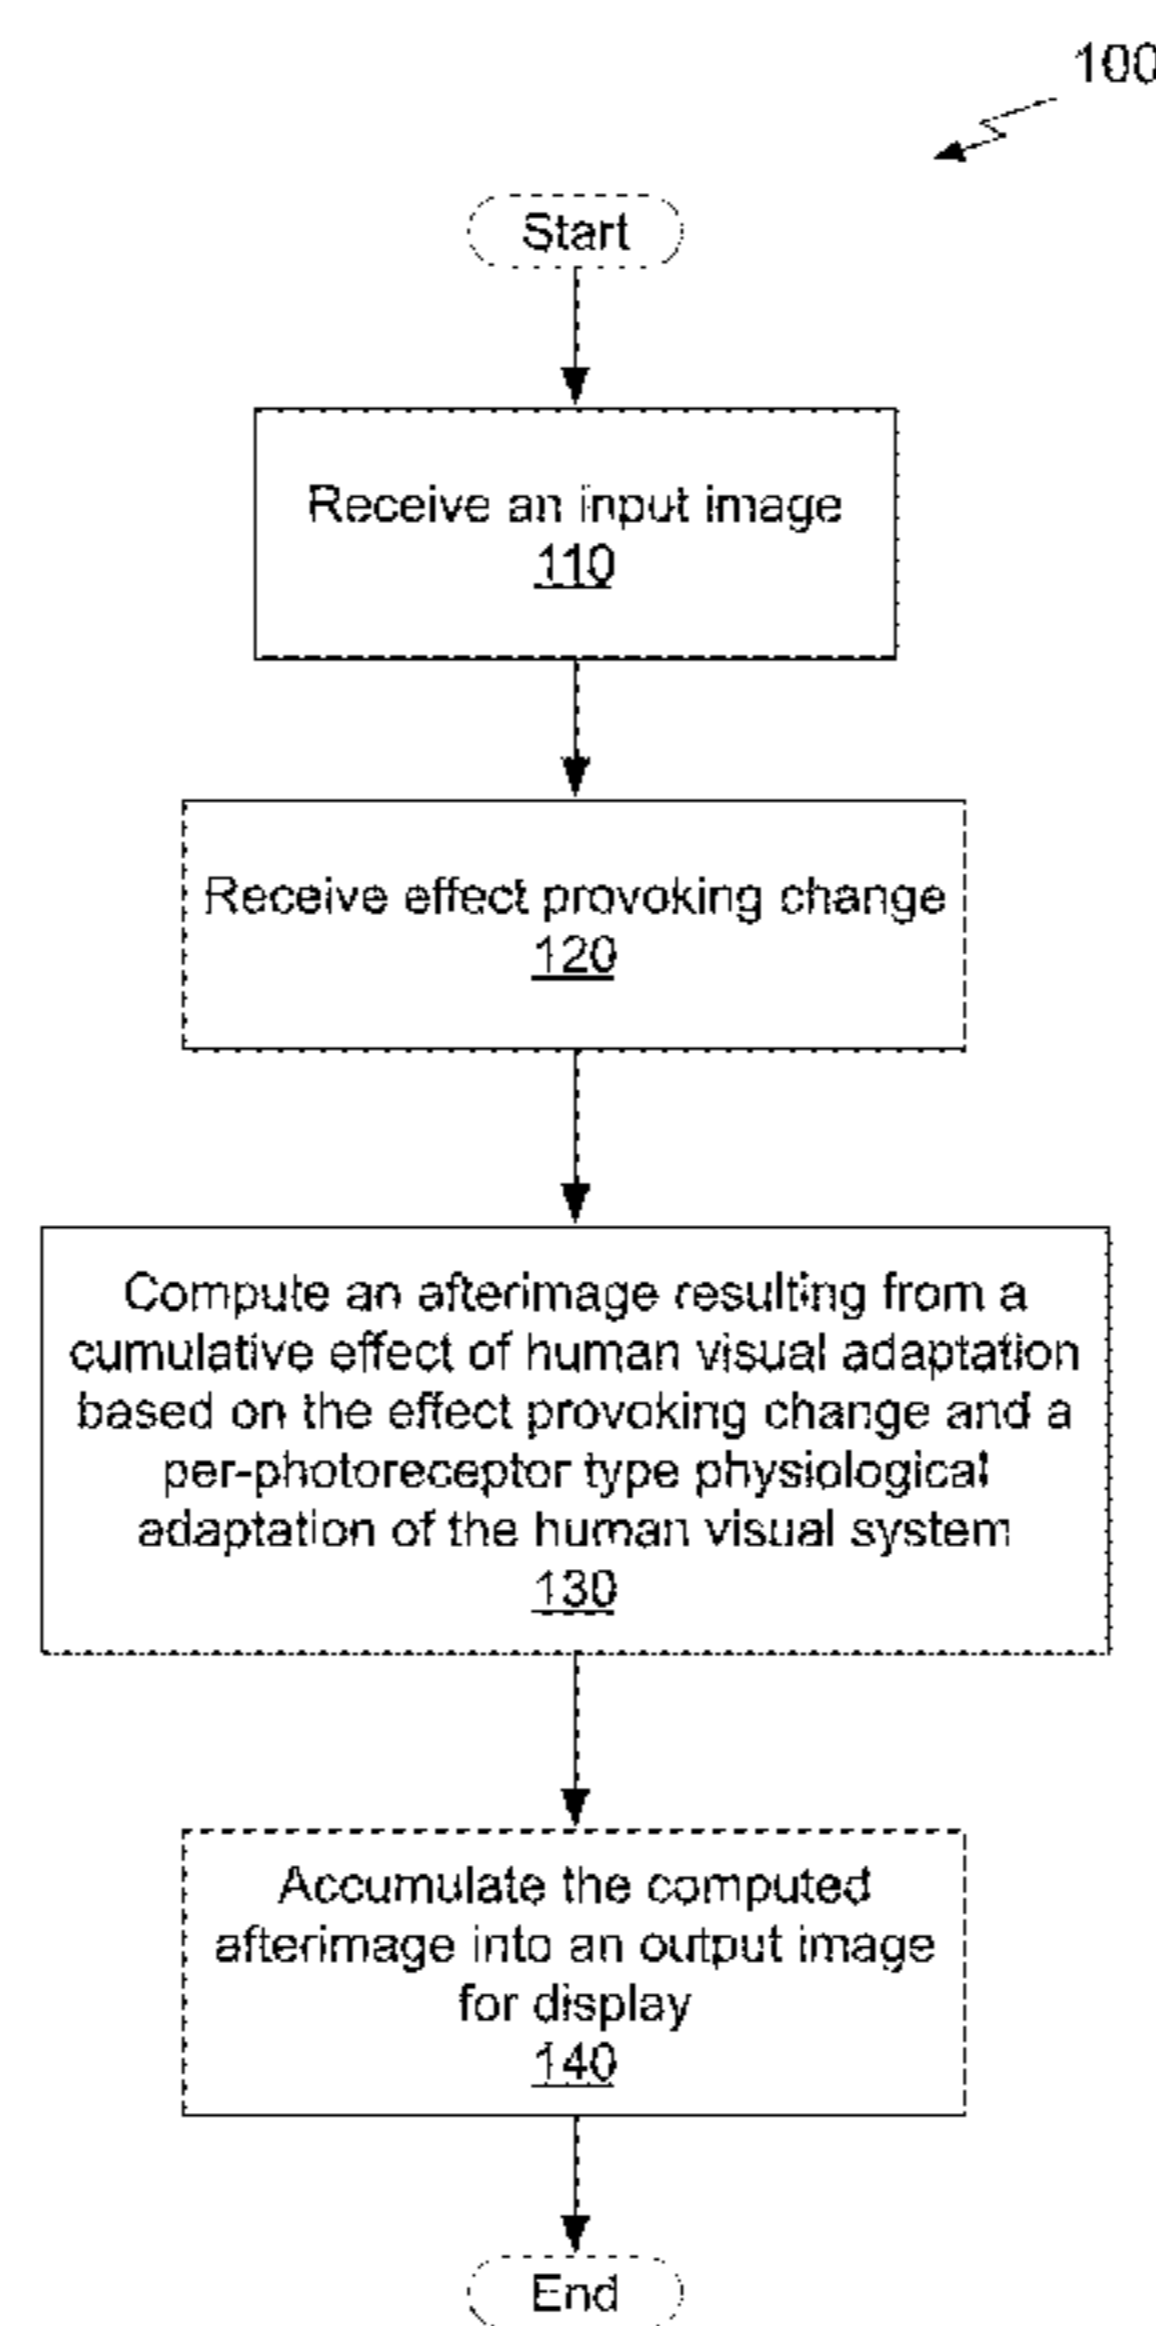 100
Start
Receive an input image
110
Receive effect provoking change
120
Compute an afterimage resulting from a
cumulative effect of human visual adaptation
based on the effect provoking change and a
per-photoreceptor type physiological
adaptation of the human visual system
130
Accumulate the computed
afterimage into an output image
for display
140
End